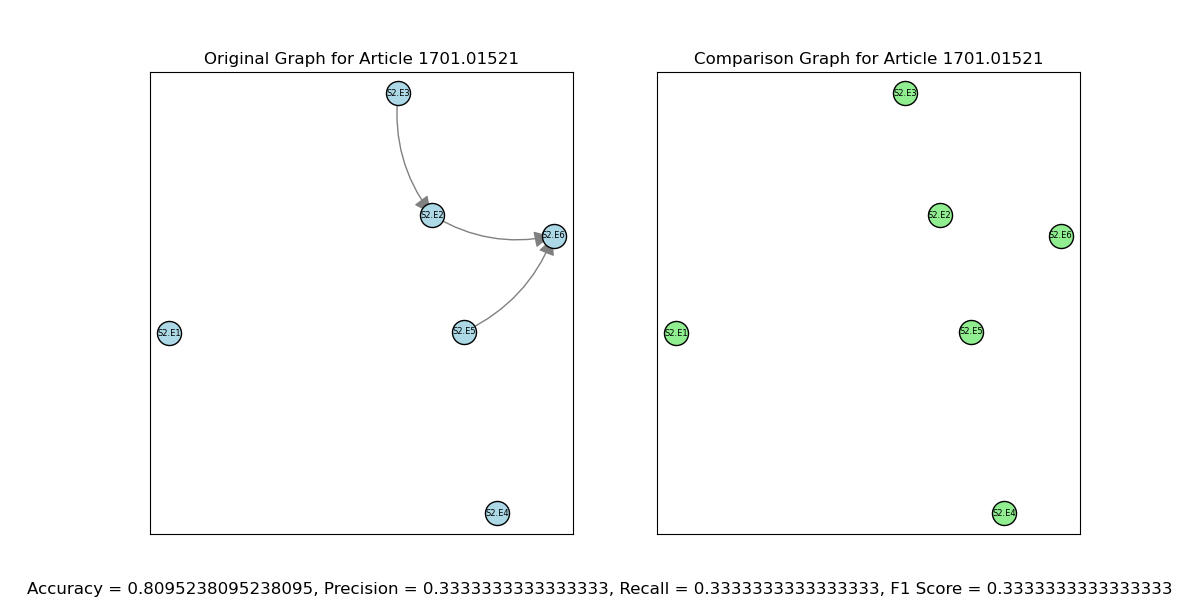 Original Graph for Article 1701.01521
Comparison Graph for Article 1701.01521
S2.E3
S2.E3
S2.E2
S2.E2
S2.E6
S2.E6
S2.E1
S2.E5
S2.E1
S2.E5
S2.E4
S2.E4
Accuracy = 0.8095238095238095, Precision = 0.3333333333333333, Recall = 0.3333333333333333, F1 Score = 0.3333333333333333